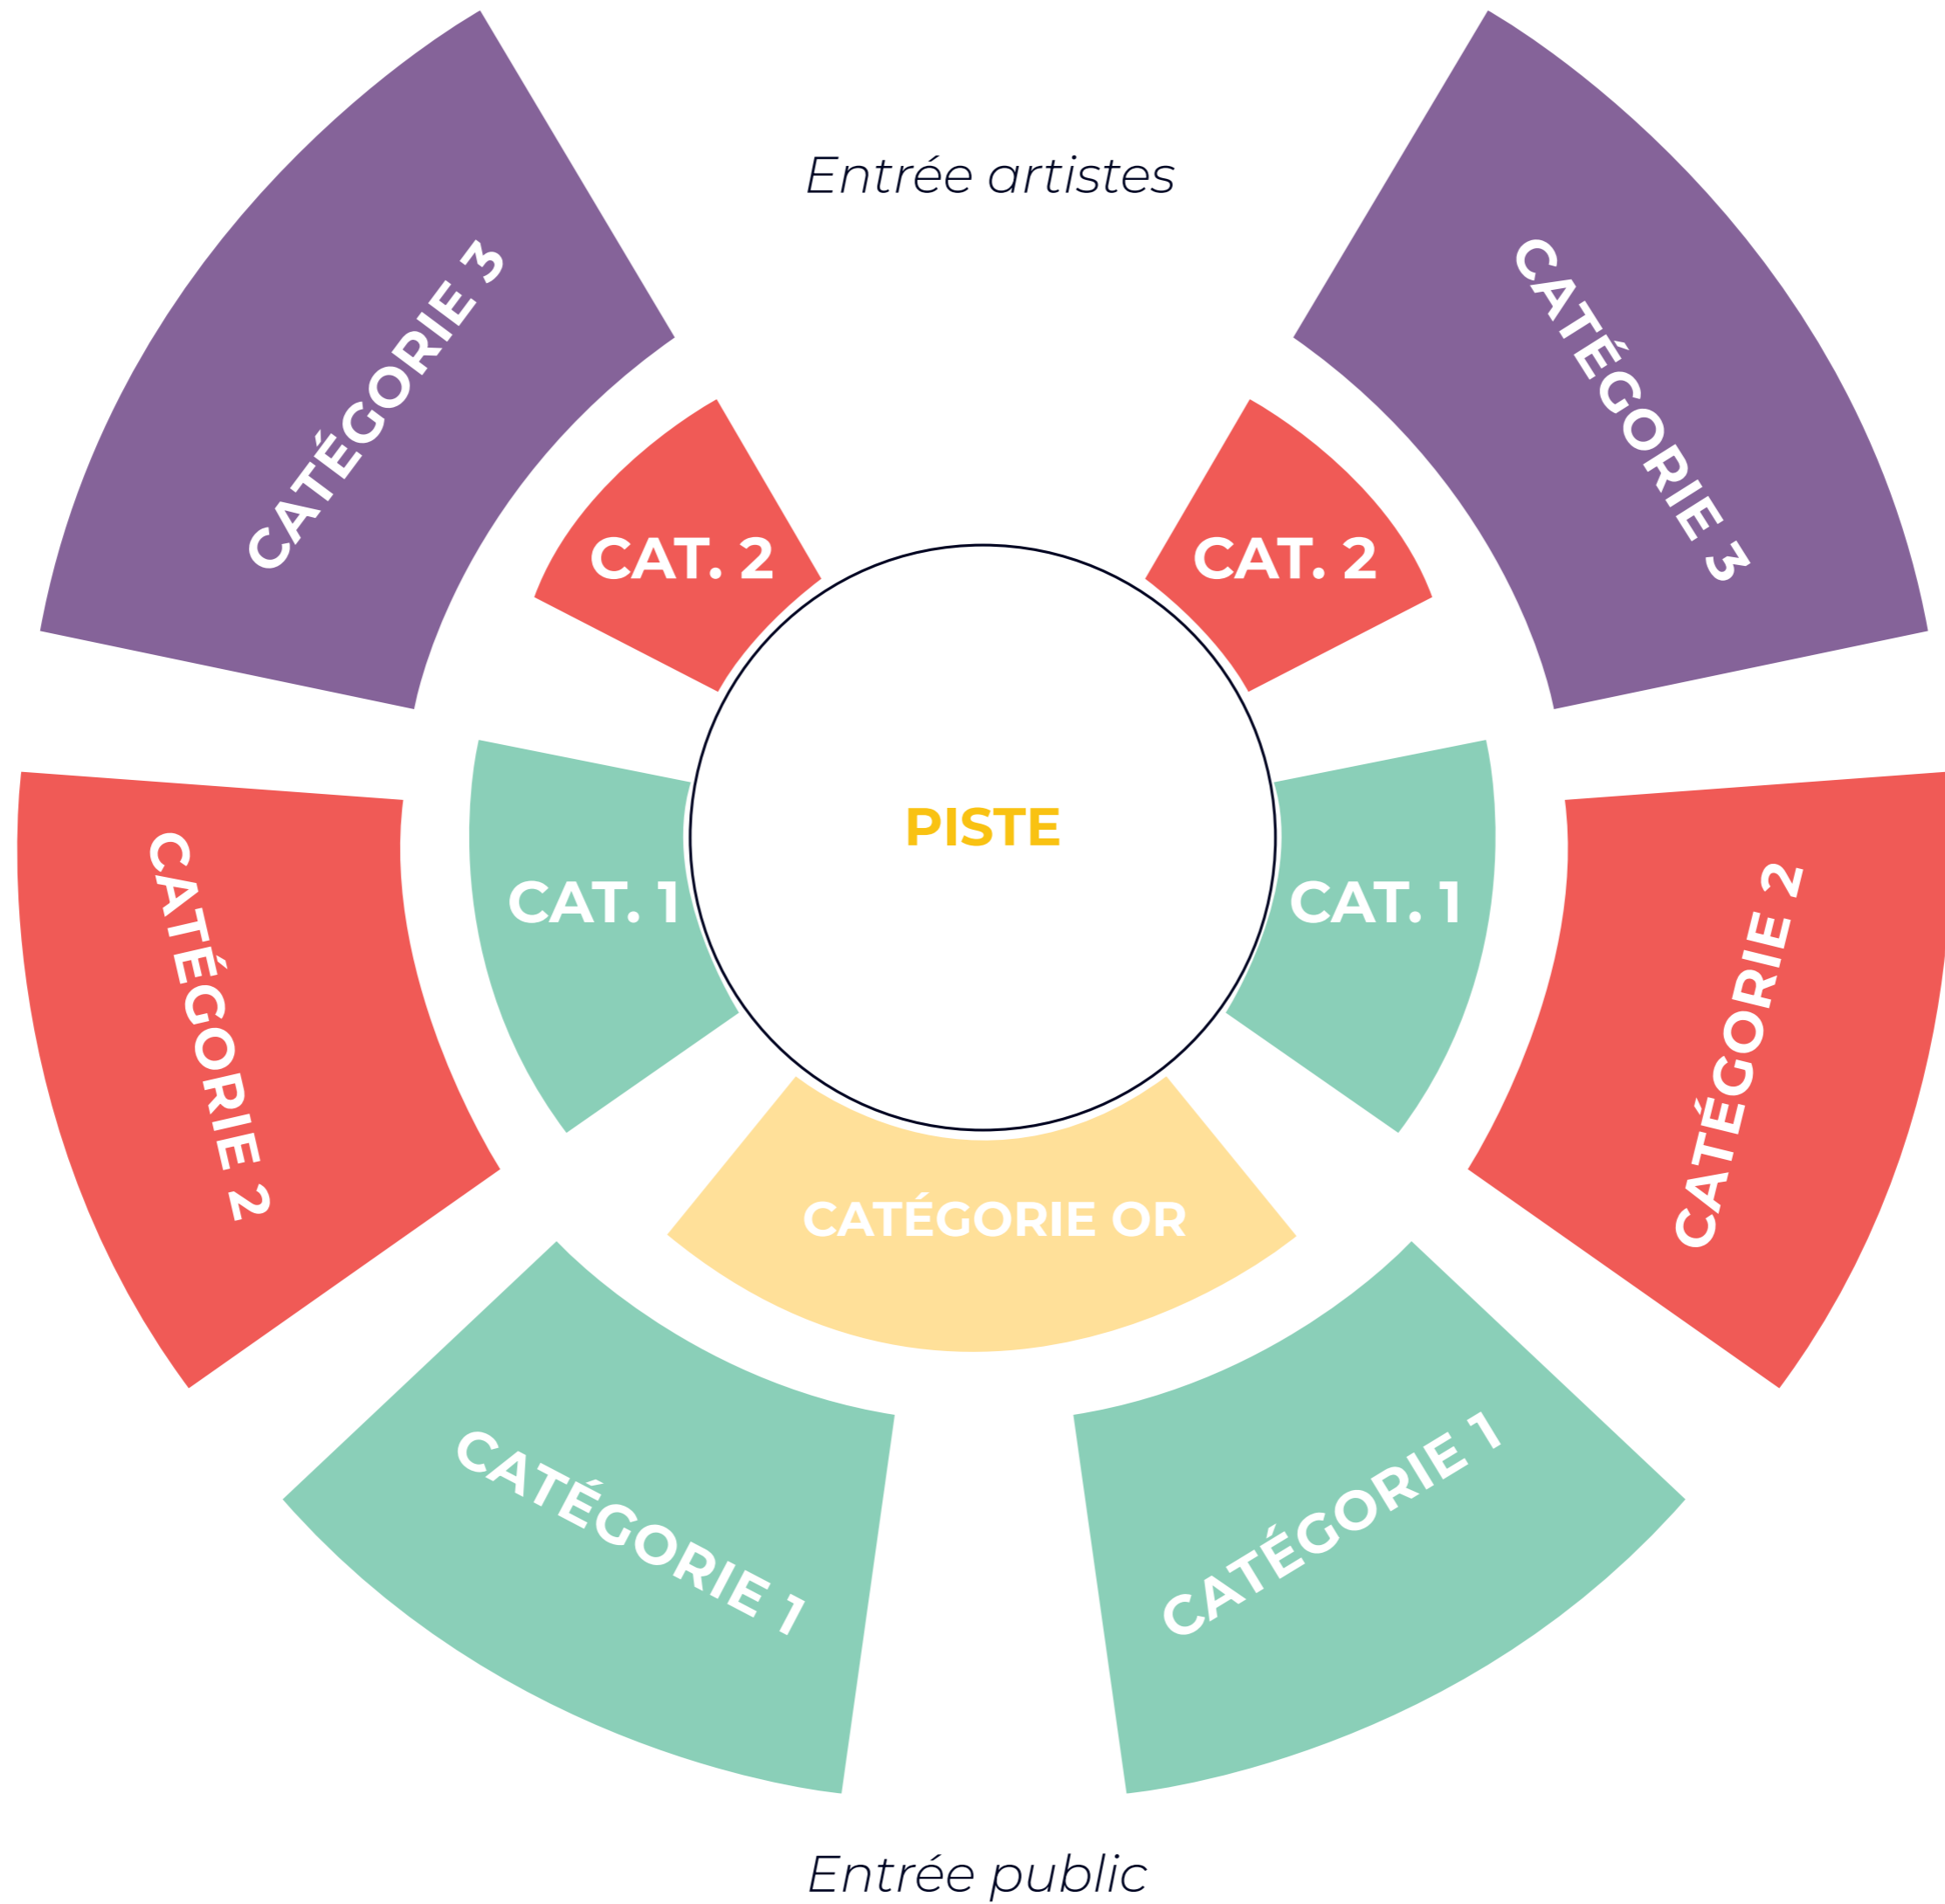 Entrée artistes
CATÉGORIE 3
CATÉGORIE 3
CAT. 2
CAT. 2
PISTE
CAT. 1
CAT. 1
CATÉGORIE 2
CATÉGORIE 2
CATÉGORIE OR
CATÉGORIE 1
CATÉGORIE 1
Entrée public